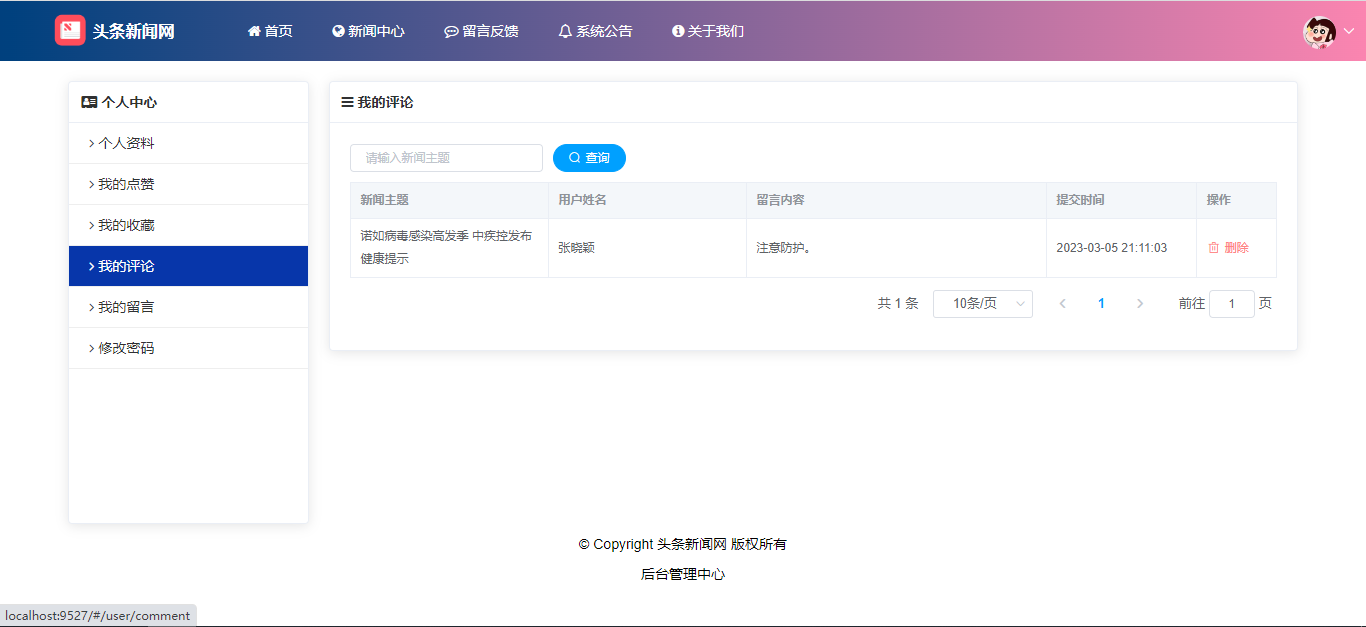 头条新闻网 首页 新闻中心 留言反馈 系统公告 关于我们
个人中心
个人资料
我的点赞
我的收藏
我的评论
我的留言
修改密码
我的评论
请输入新闻主题 查询
新闻主题 用户姓名 留言内容 提交时间 操作
诺如病毒感染高发季 中疾控发布
健康提示 张晓颖 注意防护。 2023-03-05 21:11:03 删除
共 1 条 10条/页 1 前往 1 页
© Copyright 头条新闻网 版权所有
后台管理中心
localhost:9527/#/user/comment